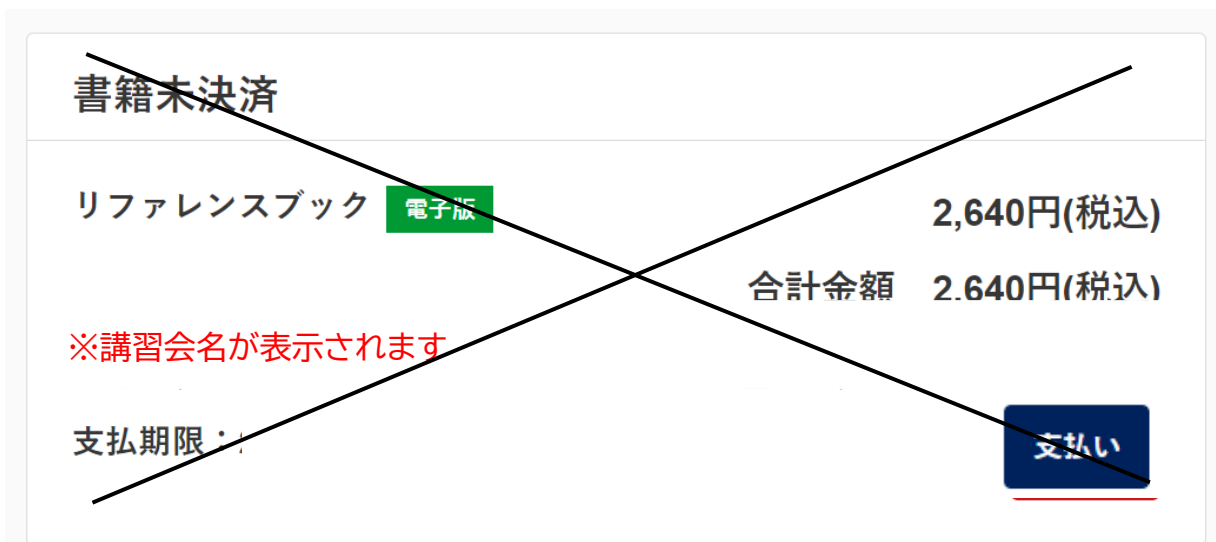 書籍未決済
リファレンスブック 電子版 2,640円(税込)
合計金額 2,640円(税込)
※講習会名が表示されます
支払期限：
支払い